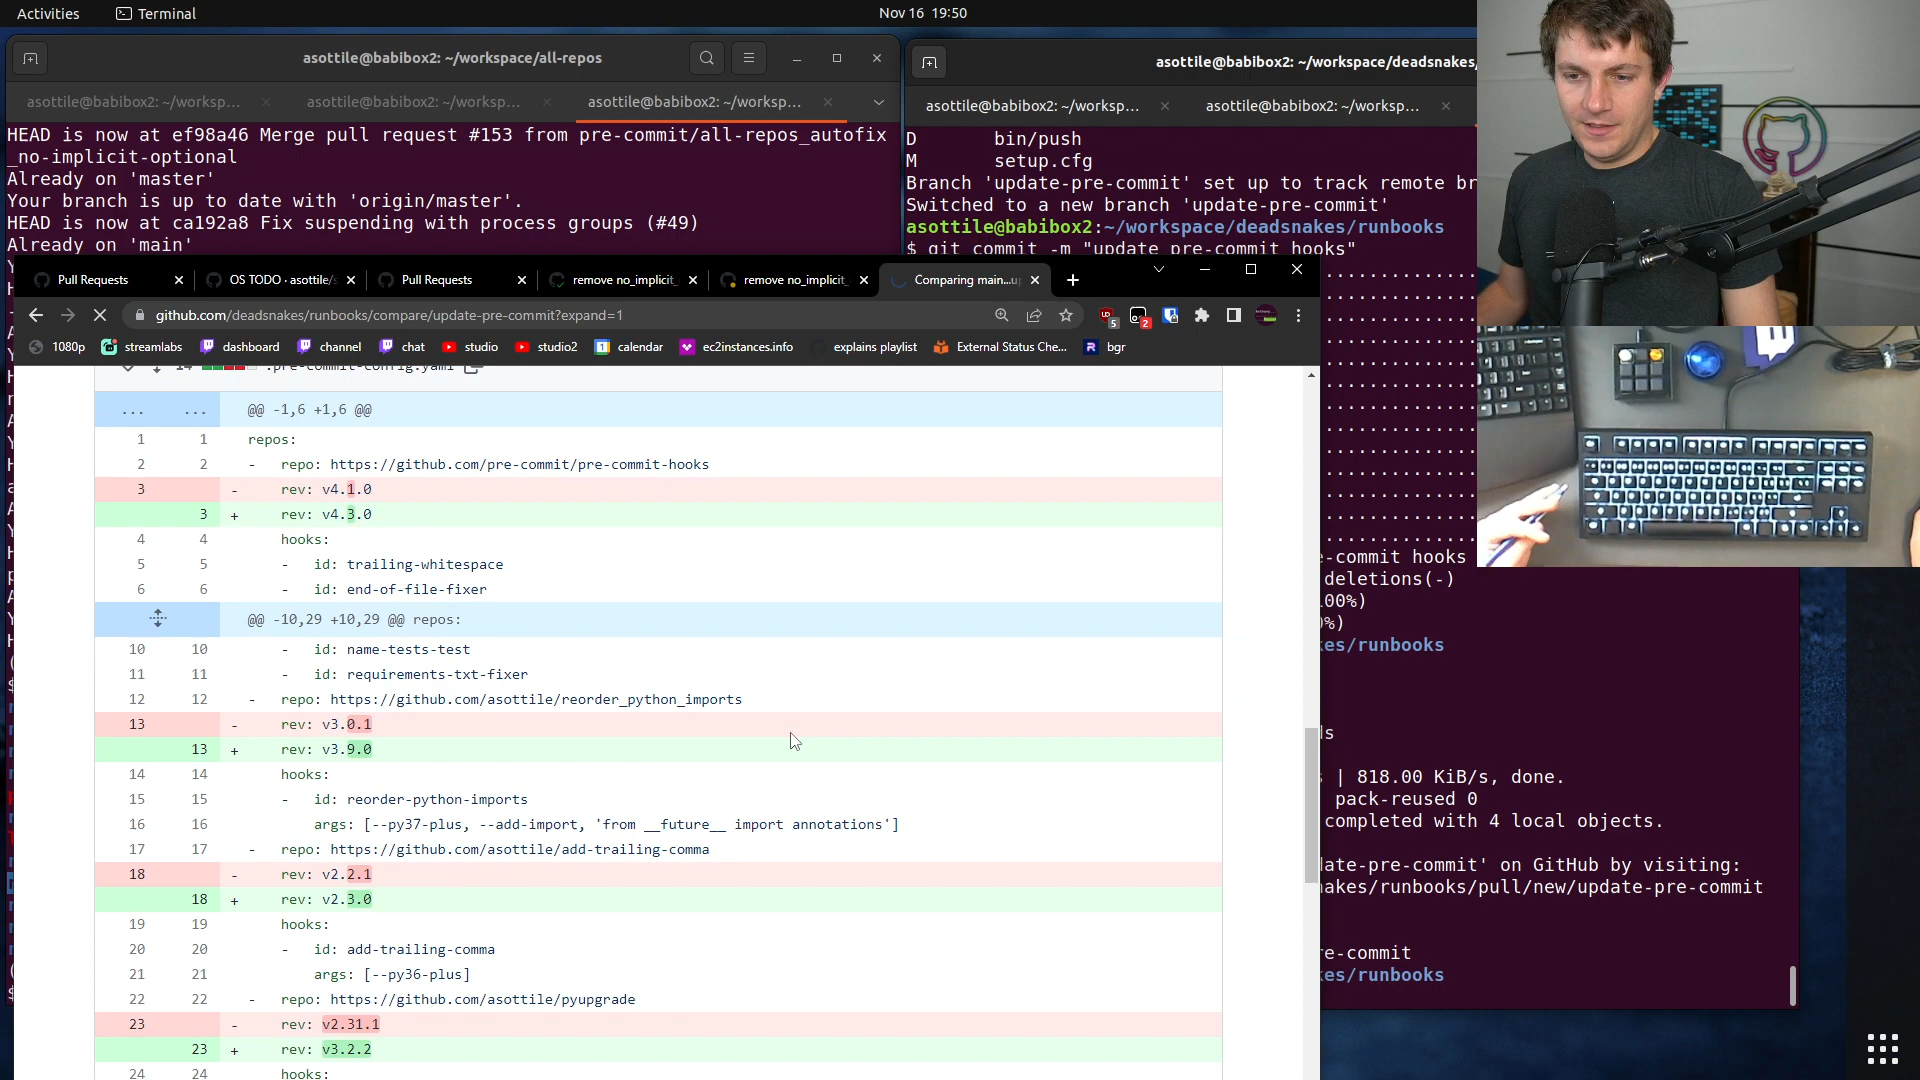 Activities
Terminal
Nov 16 19:50
asottile@babibox2: ~/workspace/all-repos
asottile@babibox2: ~/worksp...
asottile@babibox2: ~/worksp...
asottile@babibox2: ~/worksp...
HEAD is now at ef98a46 Merge pull request #153 from pre-commit/all-repos_autofix
_no-implicit-optional
Already on 'master'
Your branch is up to date with 'origin/master'.
HEAD is now at ca192a8 Fix suspending with process groups (#49)
Already on 'main'
asottile@babibox2: ~/workspace/deadsnakes/
asottile@babibox2: ~/worksp...
asottile@babibox2: ~/worksp...
D bin/push
M setup.cfg
Branch 'update-pre-commit' set up to track remote br
Switched to a new branch 'update-pre-commit'
asottile@babibox2:~/workspace/deadsnakes/runbooks
$ git commit -m "update pre-commit hooks"
Pull Requests
OS TODO - asottile/s
Pull Requests
remove no_implicit_
remove no_implicit_
Comparing main...up
github.com/deadsnakes/runbooks/compare/update-pre-commit?expand=1
5
2
1080p
streamlabs
dashboard
channel
chat
studio
studio2
calendar
ec2instances.info
explains playlist
External Status Che...
bgr
14 .pre-commit-config.yaml
... ... @@ -1,6 +1,6 @@
1 1 repos:
2 2 - repo: https://github.com/pre-commit/pre-commit-hooks
3 - rev: v4.1.0
3 + rev: v4.3.0
4 4 hooks:
5 5 - id: trailing-whitespace
6 6 - id: end-of-file-fixer
@@ -10,29 +10,29 @@ repos:
10 10 - id: name-tests-test
11 11 - id: requirements-txt-fixer
12 12 - repo: https://github.com/asottile/reorder_python_imports
13 - rev: v3.0.1
13 + rev: v3.9.0
14 14 hooks:
15 15 - id: reorder-python-imports
16 16 args: [--py37-plus, --add-import, 'from __future__ import annotations']
17 17 - repo: https://github.com/asottile/add-trailing-comma
18 - rev: v2.2.1
18 + rev: v2.3.0
19 19 hooks:
20 20 - id: add-trailing-comma
21 21 args: [--py36-plus]
22 22 - repo: https://github.com/asottile/pyupgrade
23 - rev: v2.31.1
23 + rev: v3.2.2
24 24 hooks:
e-commit hooks
deletions(-)
00%)
%)
es/runbooks
ls
| 818.00 KiB/s, done.
pack-reused 0
completed with 4 local objects.
date-pre-commit' on GitHub by visiting:
akes/runbooks/pull/new/update-pre-commit
re-commit
es/runbooks